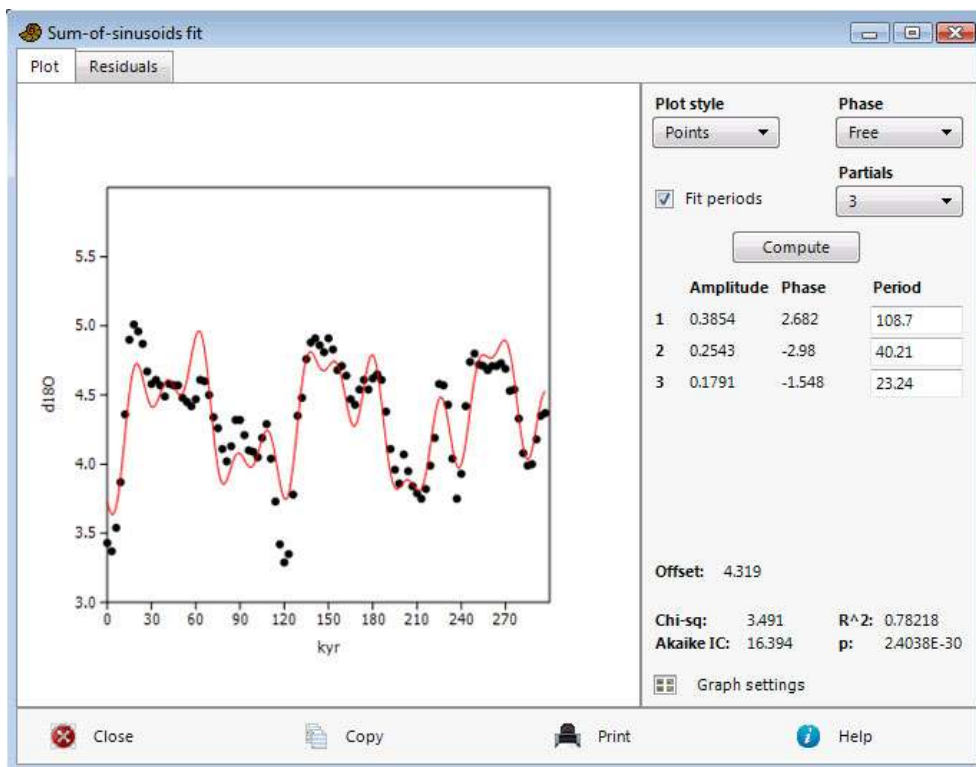 Sum-of-sinusoids fit
Plot Residuals
Plot style Phase
Points Free
Partials
Fit periods 3
Compute
Amplitude Phase Period
1 0.3854 2.682 108.7
2 0.2543 -2.98 40.21
3 0.1791 -1.548 23.24
Offset: 4.319
Chi-sq: 3.491 R^2: 0.78218
Akaike IC: 16.394 p: 2.4038E-30
Graph settings
5.5
5.0
4.5
4.0
3.5
3.0
d18O
0 30 60 90 120 150 180 210 240 270
kyr
Close Copy Print Help